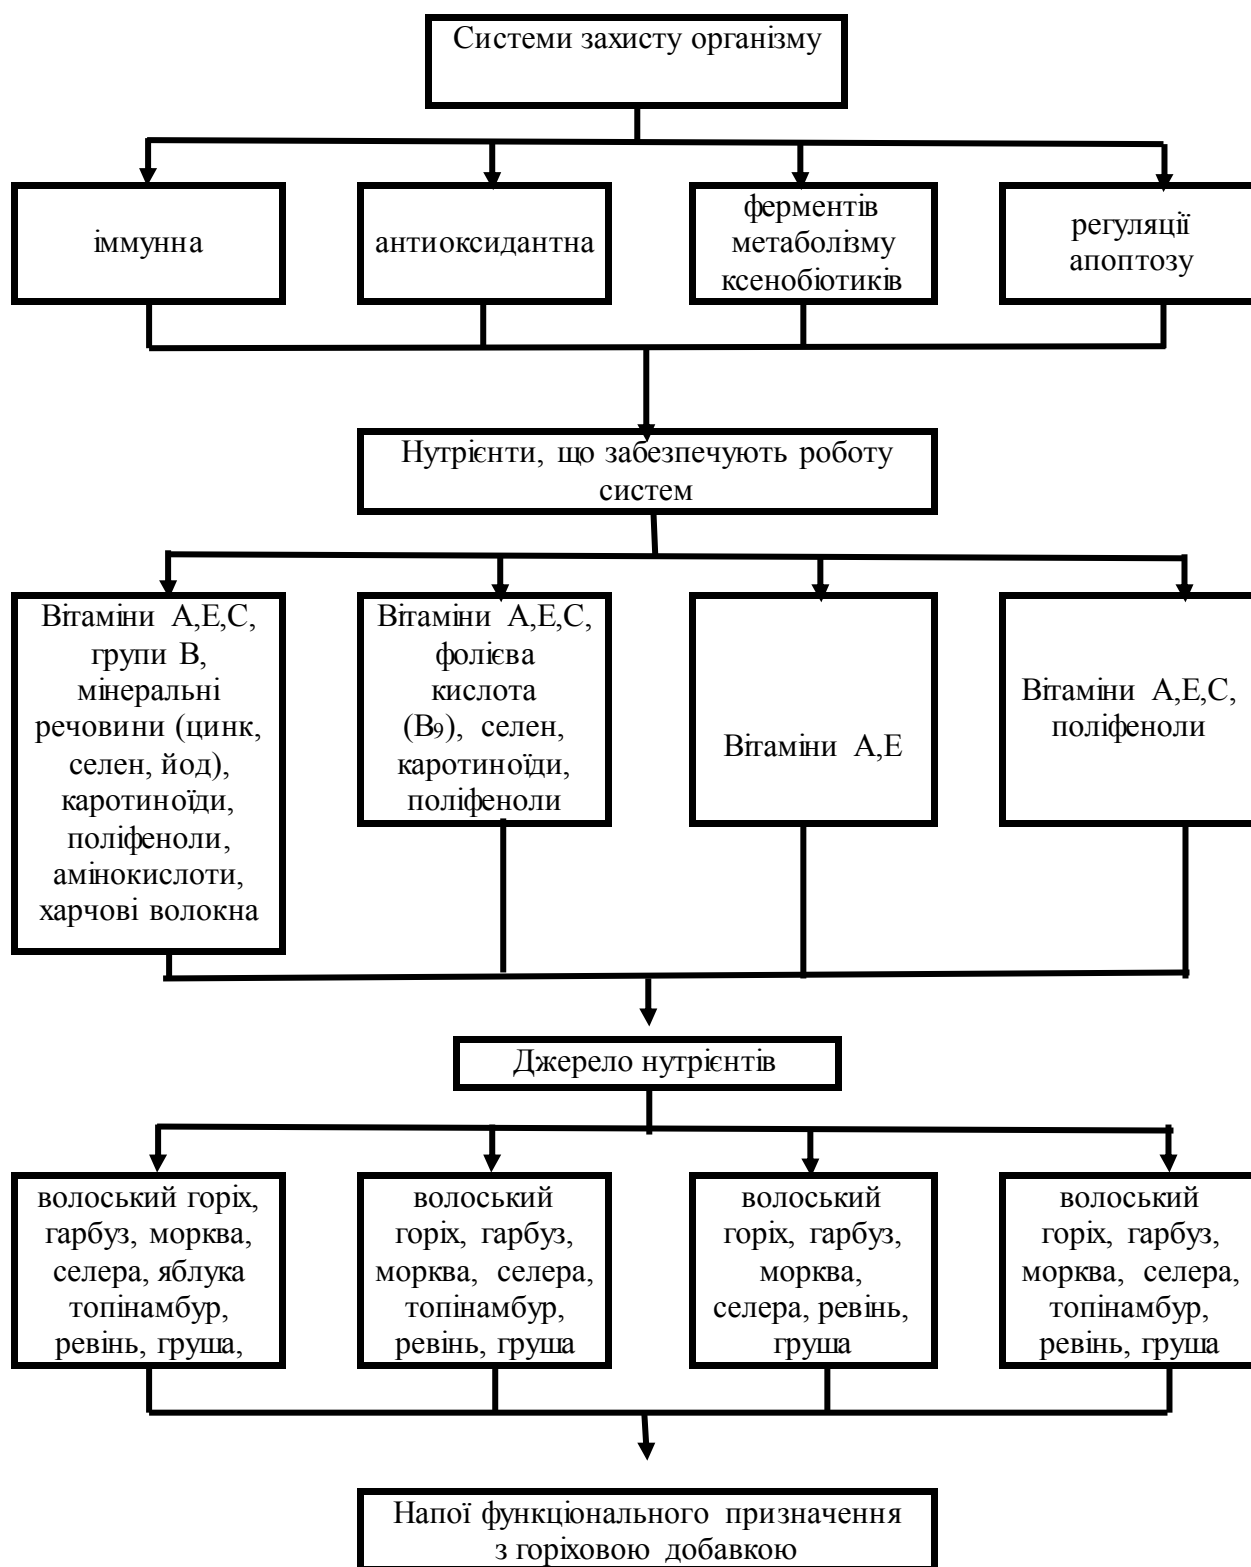 Системи захисту організму
іммунна
антиоксидантна
ферментів
метаболізму
ксенобіотиків
регуляції
апоптозу
Нутрієнти, що забезпечують роботу
систем
Вітаміни А,Е,С,
групи В,
мінеральні
речовини (цинк,
селен, йод),
каротиноїди,
поліфеноли,
амінокислоти,
харчові волокна
Вітаміни А,Е,С,
фолієва
кислота
(В₉), селен,
каротиноїди,
поліфеноли
Вітаміни А,Е
Вітаміни А,Е,С,
поліфеноли
Джерело нутрієнтів
волоський горіх,
гарбуз, морква,
селера, яблука
топінамбур,
ревінь, груша,
волоський
горіх, гарбуз,
морква, селера,
топінамбур,
ревінь, груша
волоський
горіх, гарбуз,
морква,
селера, ревінь,
груша
волоський
горіх, гарбуз,
морква, селера,
топінамбур,
ревінь, груша
Напої функціонального призначення
з горіховою добавкою